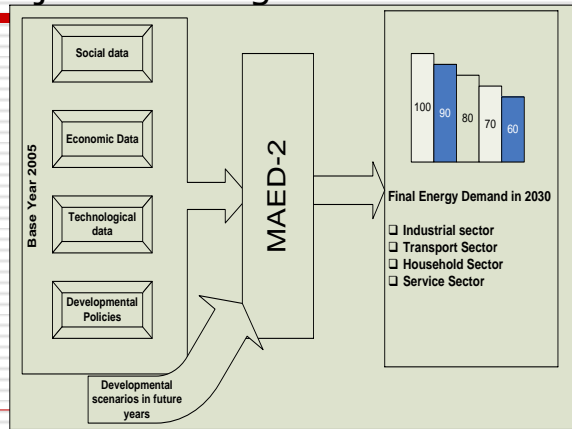 Base Year 2005
Social data
Economic Data
Technological
data
Developmental
Policies
Developmental
scenarios in future
years
MAED-2
100
90
80
70
60
Final Energy Demand in 2030
❑ Industrial sector
❑ Transport Sector
❑ Household Sector
❑ Service Sector